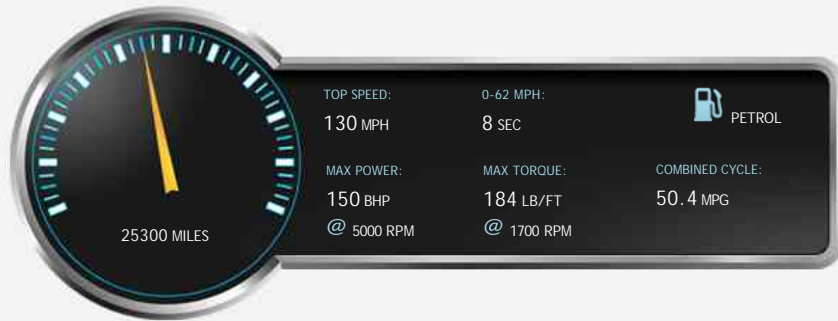 TOP SPEED:
130 MPH
0-62 MPH:
8 SEC
PETROL
MAX POWER:
150 BHP
@ 5000 RPM
MAX TORQUE:
184 LB/FT
@ 1700 RPM
COMBINED CYCLE:
50.4 MPG
25300 MILES